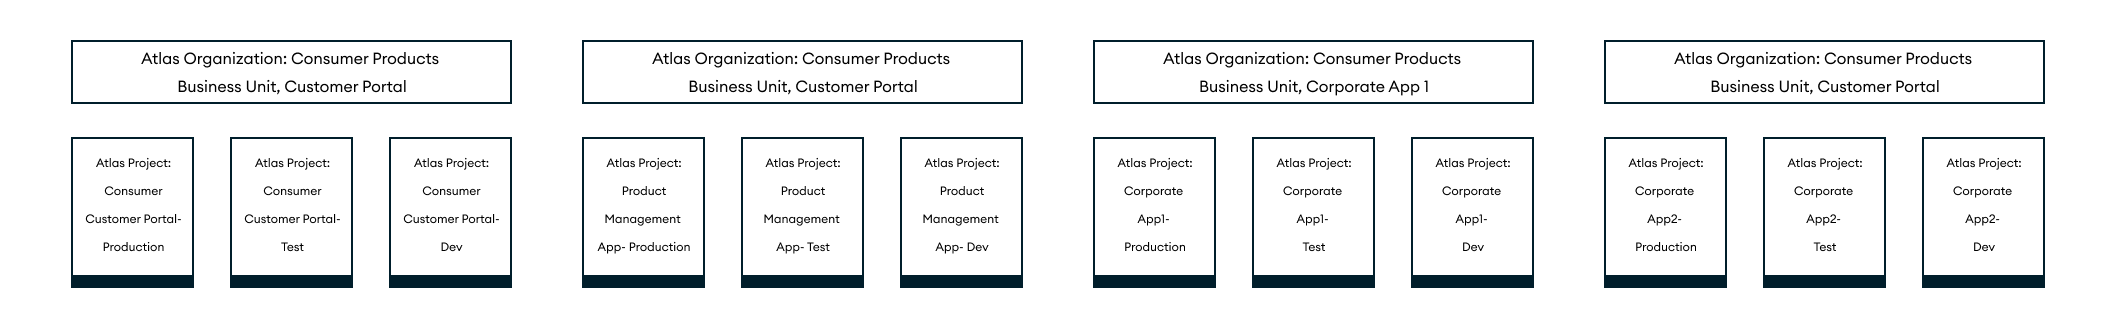 Atlas Organization: Consumer Products
Business Unit, Customer Portal
Atlas Project:
Consumer
Customer Portal-
Production
Atlas Project:
Consumer
Customer Portal-
Test
Atlas Project:
Consumer
Customer Portal-
Dev
Atlas Organization: Consumer Products
Business Unit, Customer Portal
Atlas Project:
Product
Management
App- Production
Atlas Project:
Product
Management
App- Test
Atlas Project:
Product
Management
App- Dev
Atlas Organization: Consumer Products
Business Unit, Corporate App 1
Atlas Project:
Corporate
App1-
Production
Atlas Project:
Corporate
App1-
Test
Atlas Project:
Corporate
App1-
Dev
Atlas Organization: Consumer Products
Business Unit, Customer Portal
Atlas Project:
Corporate
App2-
Production
Atlas Project:
Corporate
App2-
Test
Atlas Project:
Corporate
App2-
Dev